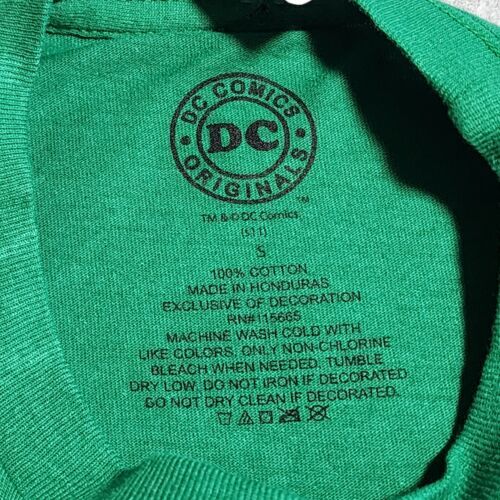 DC COMICS
DC
ORIGINALS
TM
TM & © DC Comics
(S11)
S
100% COTTON
MADE IN HONDURAS
EXCLUSIVE OF DECORATION
RN#115665
MACHINE WASH COLD WITH
LIKE COLORS, ONLY NON-CHLORINE
BLEACH WHEN NEEDED. TUMBLE
DRY LOW. DO NOT IRON IF DECORATED.
DO NOT DRY CLEAN IF DECORATED.